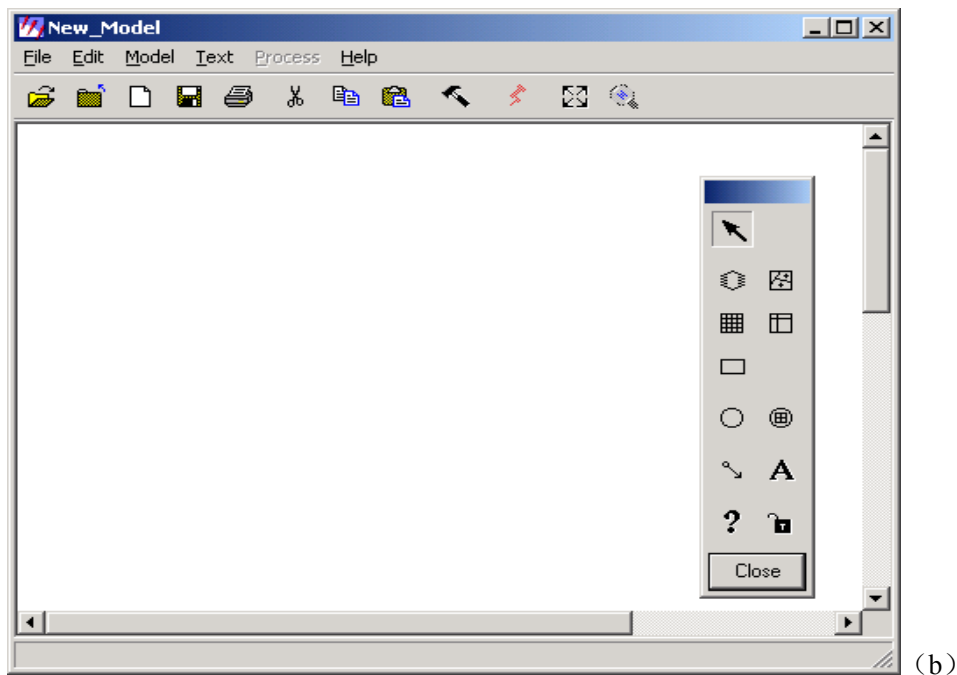 New_Model
File Edit Model Text Process Help
A
?
Close
（b）